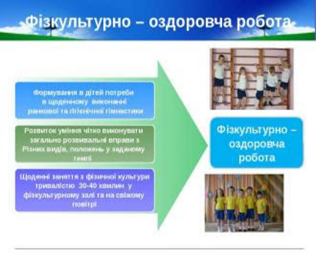 Фізкультурно – оздоровча робота
Формування в дітей потреби
в щоденному виконанні
ранкової та гігієнічної гімнастики
Розвиток уміння чітко виконувати
загально розвивальні вправи з
Різних видів, положень у заданому
темпі
Щоденні заняття з фізичної культури
тривалістю 30-40 хвилин у
фізкультурному залі та на свіжому
повітрі
Фізкультурно –
оздоровча
робота